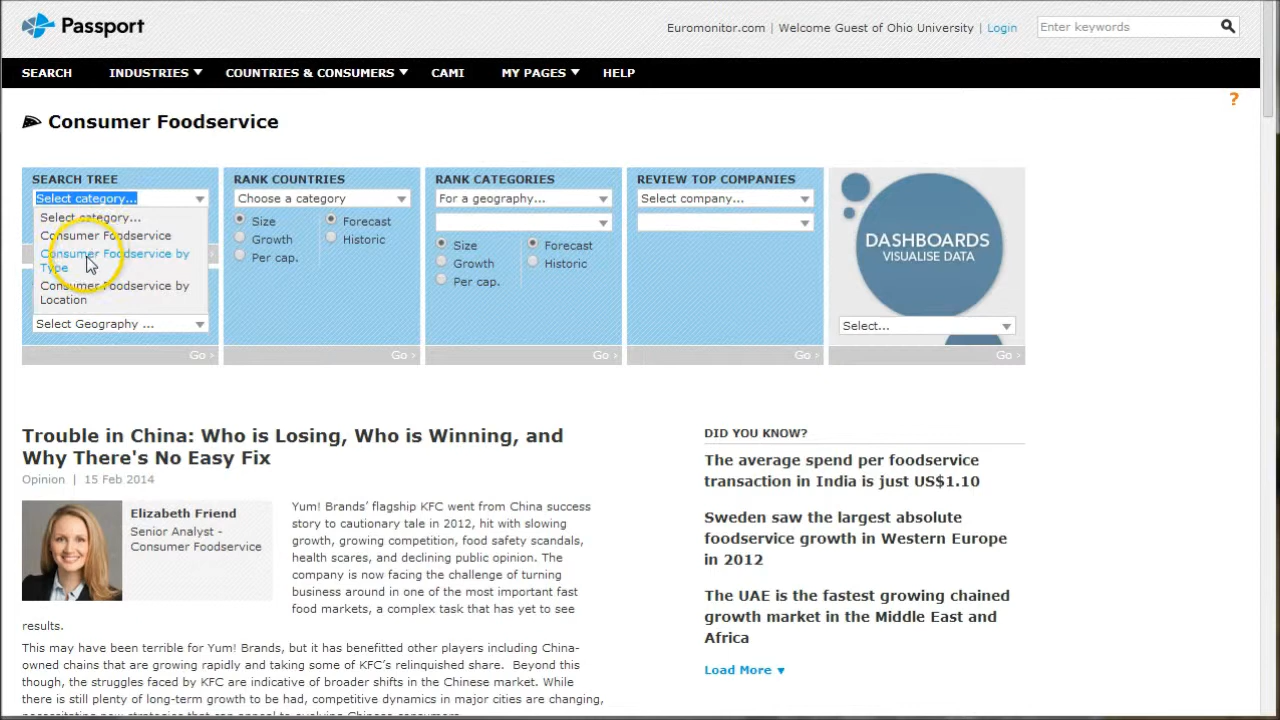 Passport
Euromonitor.com | Welcome Guest of Ohio University | Login
Enter keywords
SEARCH INDUSTRIES COUNTRIES & CONSUMERS CAMI MY PAGES HELP
?
Consumer Foodservice
SEARCH TREE
Select category...
Select category...
Consumer Foodservice
Consumer Foodservice by
Type
Consumer Foodservice by
Location
Select Geography ...
Go ›
RANK COUNTRIES
Choose a category
Size Forecast
Growth Historic
Per cap.
Go ›
RANK CATEGORIES
For a geography...
Size Forecast
Growth Historic
Per cap.
Go ›
REVIEW TOP COMPANIES
Select company...
Go ›
DASHBOARDS
VISUALISE DATA
Select...
Go ›
Trouble in China: Who is Losing, Who is Winning, and
Why There's No Easy Fix
Opinion | 15 Feb 2014
Elizabeth Friend
Senior Analyst -
Consumer Foodservice
Yum! Brands’ flagship KFC went from China success
story to cautionary tale in 2012, hit with slowing
growth, growing competition, food safety scandals,
health scares, and declining public opinion. The
company is now facing the challenge of turning
business around in one of the most important fast
food markets, a complex task that has yet to see
results.
This may have been terrible for Yum! Brands, but it has benefitted other players including China-
owned chains that are growing rapidly and taking some of KFC’s relinquished share. Beyond this
though, the struggles faced by KFC are indicative of broader shifts in the Chinese market. While
there is still plenty of long-term growth to be had, competitive dynamics in major cities are changing,
necessitating new strategies that can appeal to evolving Chinese consumers.
DID YOU KNOW?
The average spend per foodservice
transaction in India is just US$1.10
Sweden saw the largest absolute
foodservice growth in Western Europe
in 2012
The UAE is the fastest growing chained
growth market in the Middle East and
Africa
Load More